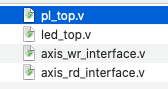 pl_top.v
led_top.v
axis_wr_interface.v
axis_rd_interface.v